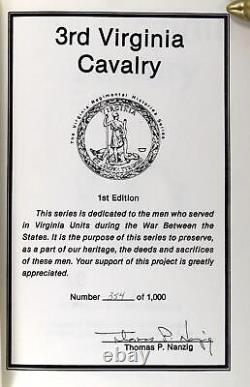 3rd Virginia
Cavalry
The Virginia Regimental Histories Series
VIRGINIA
1st Edition
This series is dedicated to the men who served
in Virginia Units during the War Between the
States. It is the purpose of this series to preserve,
as a part of our heritage, the deeds and sacrifices
of these men. Your support of this project is greatly
appreciated.
Number 354 of 1,000
Thomas P. Nanzig
Thomas P. Nanzig